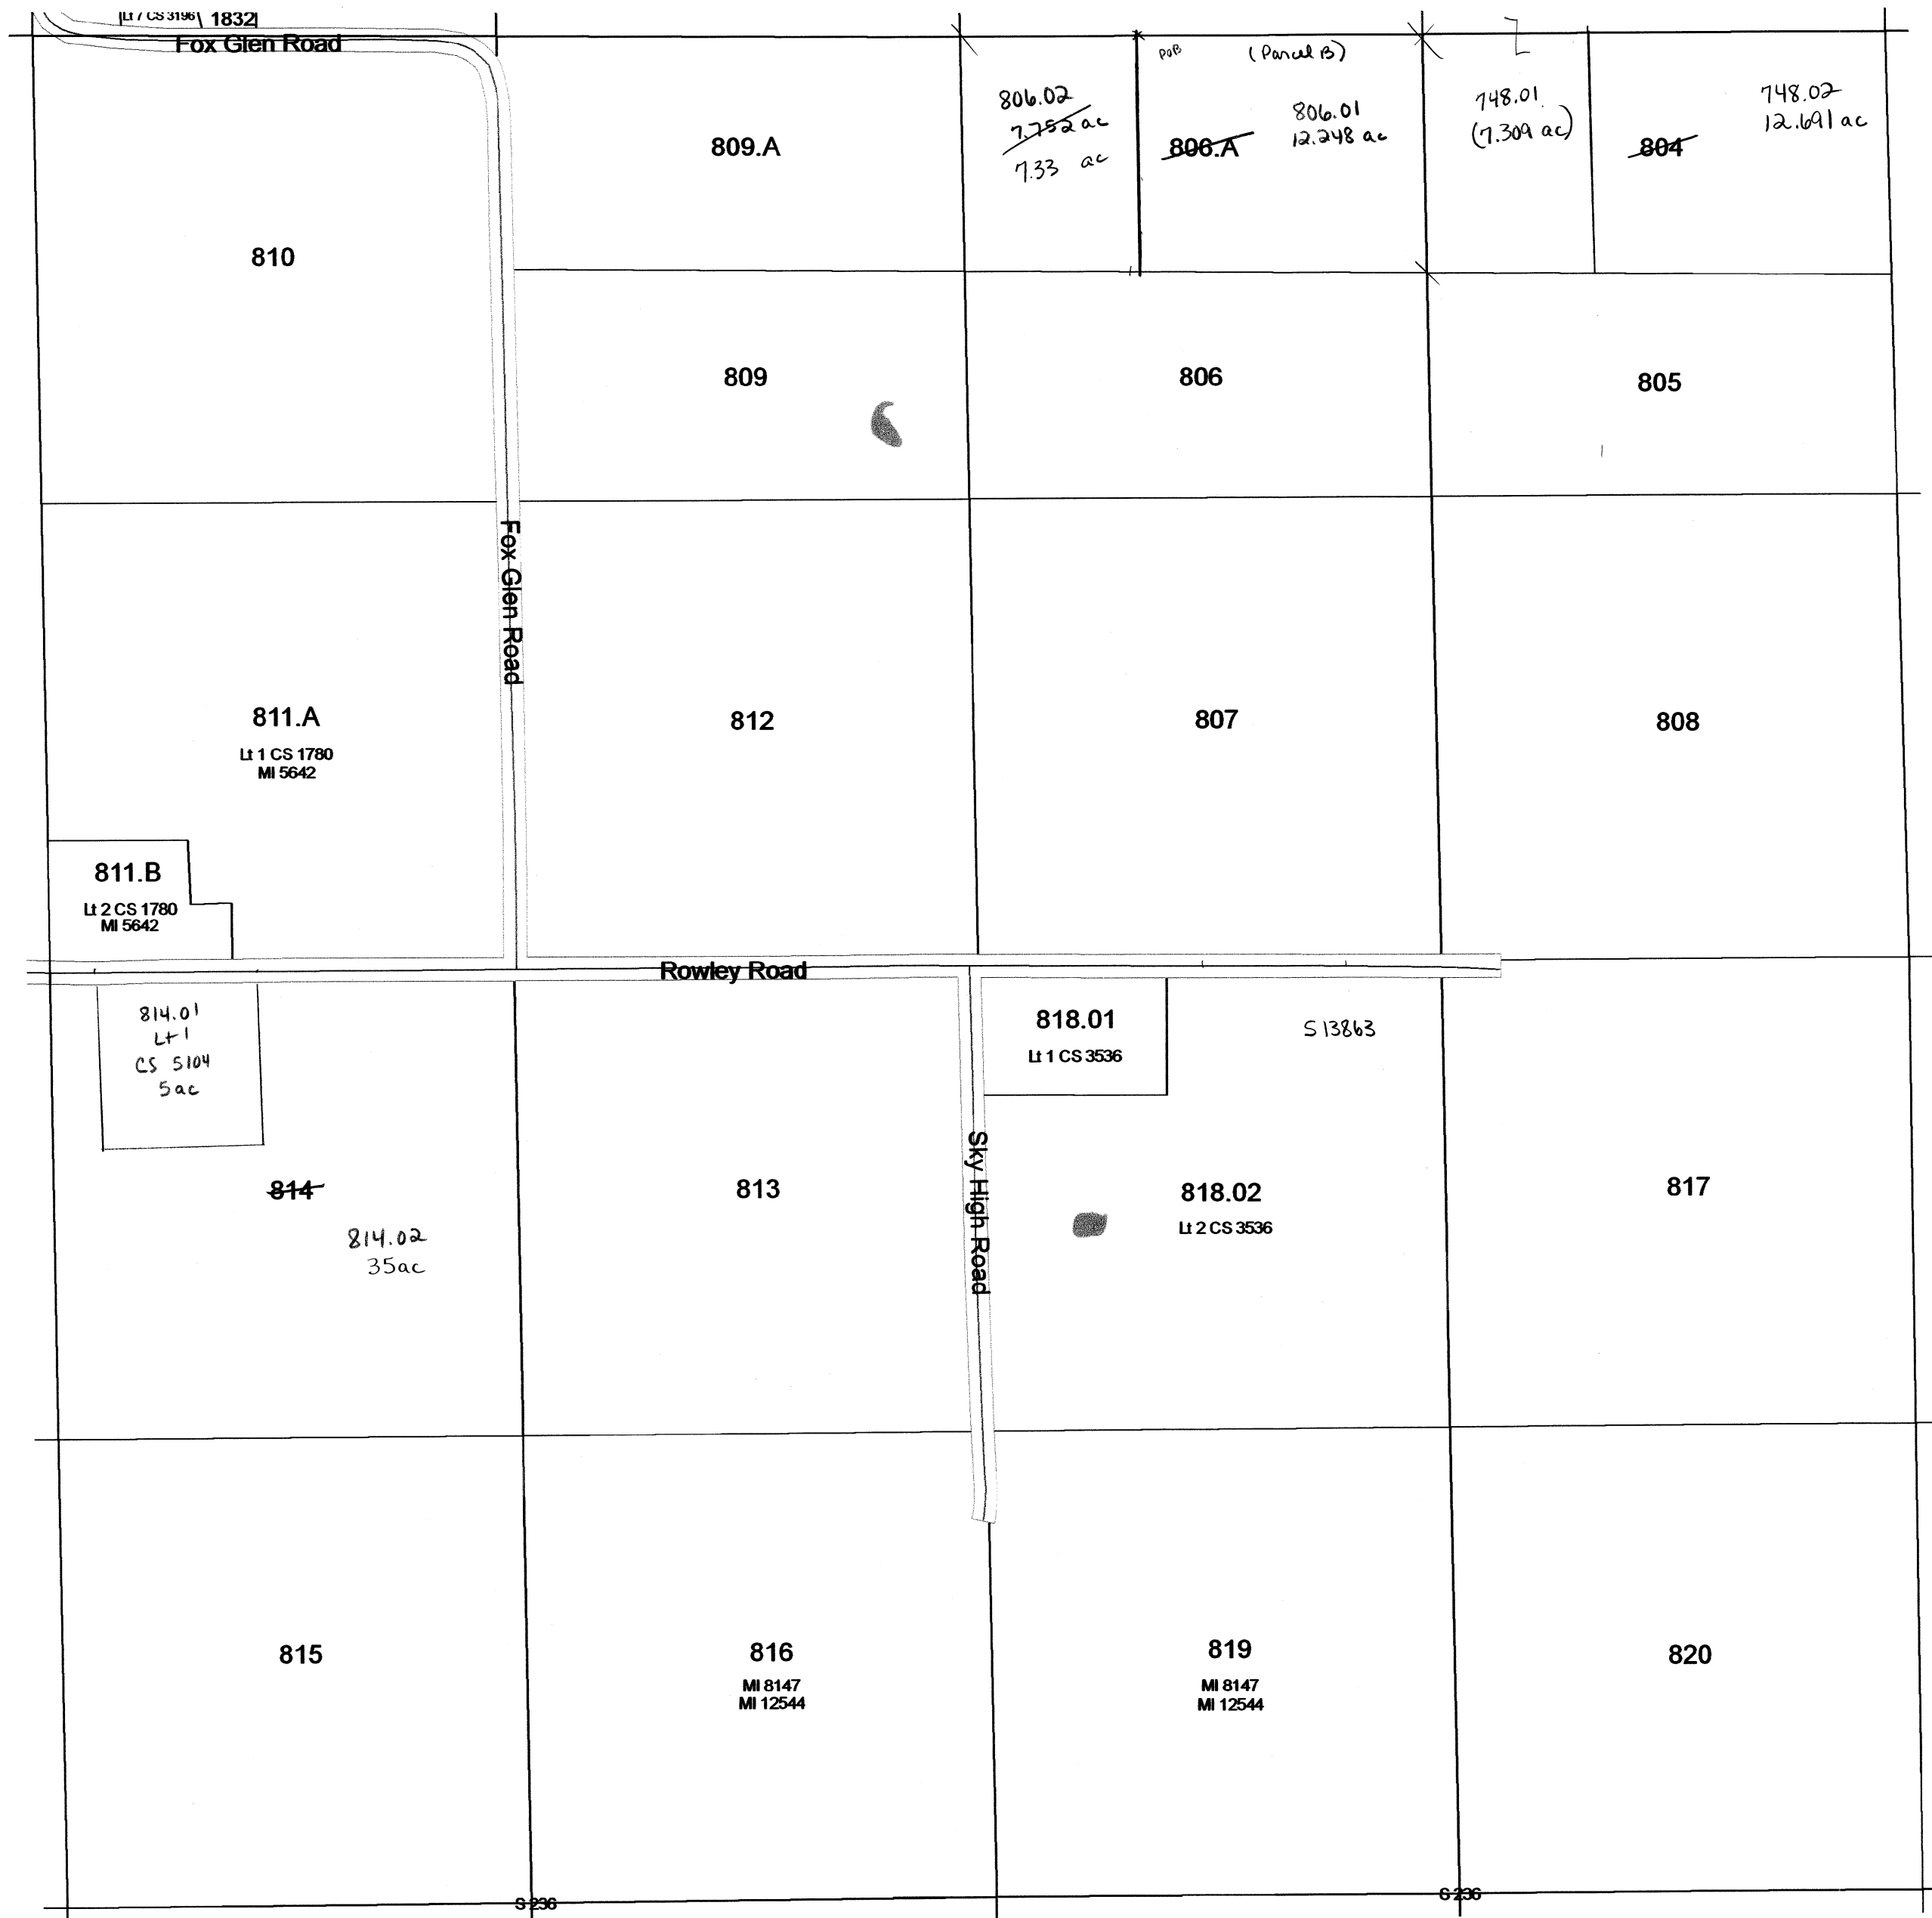 Lt 7 CS 3196 1832
Fox Glen Road
POB (Parcel B)
806.02
7.752 ac
7.33 ac
806.A
806.01
12.248 ac
748.01
(7.309 ac)
804
748.02
12.691 ac
809.A
810
809
806
805
Fox Glen Road
811.A
Lt 1 CS 1780
MI 5642
812
807
808
811.B
Lt 2 CS 1780
MI 5642
Rowley Road
814.01
Lt 1
CS 5104
5ac
818.01
Lt 1 CS 3536
S 13863
814
814.02
35ac
813
Sky High Road
818.02
Lt 2 CS 3536
817
815
816
MI 8147
MI 12544
819
MI 8147
MI 12544
820
S 236
S 236